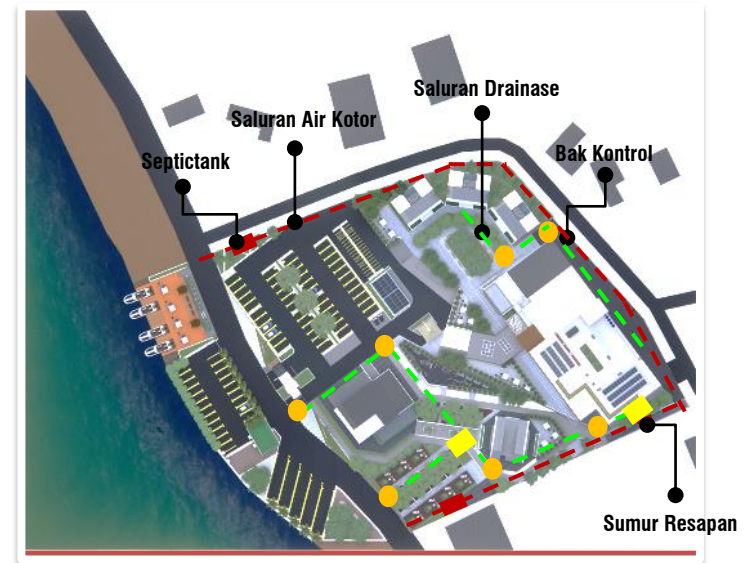 Saluran Drainase
Saluran Air Kotor
Septictank
Bak Kontrol
Sumur Resapan